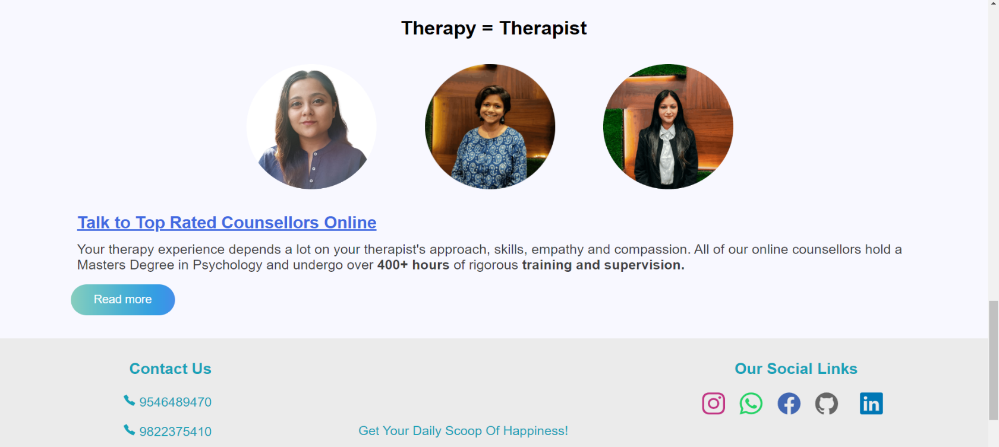 Therapy = Therapist
Talk to Top Rated Counsellors Online
Your therapy experience depends a lot on your therapist's approach, skills, empathy and compassion. All of our online counsellors hold a
Masters Degree in Psychology and undergo over 400+ hours of rigorous training and supervision.
Read more
Contact Us
9546489470
9822375410
Get Your Daily Scoop Of Happiness!
Our Social Links
in